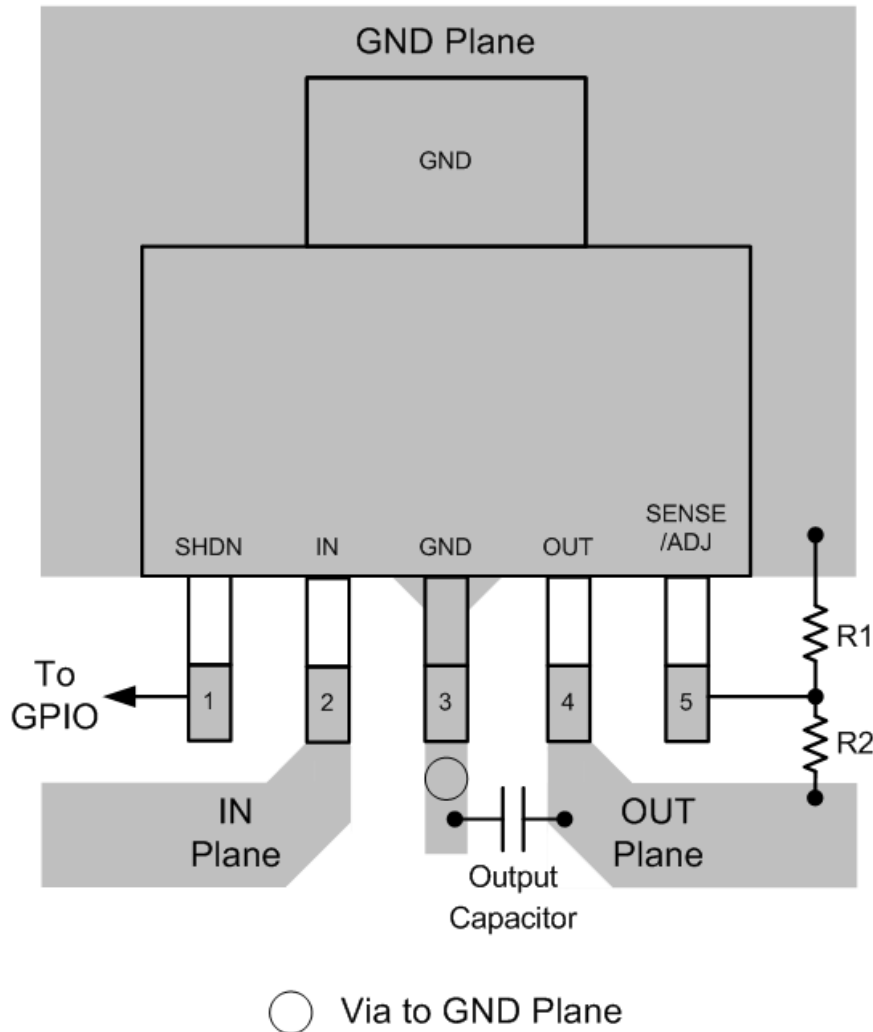 GND Plane
GND
SHDN
IN
GND
OUT
SENSE
/ADJ
To
GPIO
1
2
3
4
5
R1
R2
IN
Plane
OUT
Plane
Output
Capacitor
Via to GND Plane